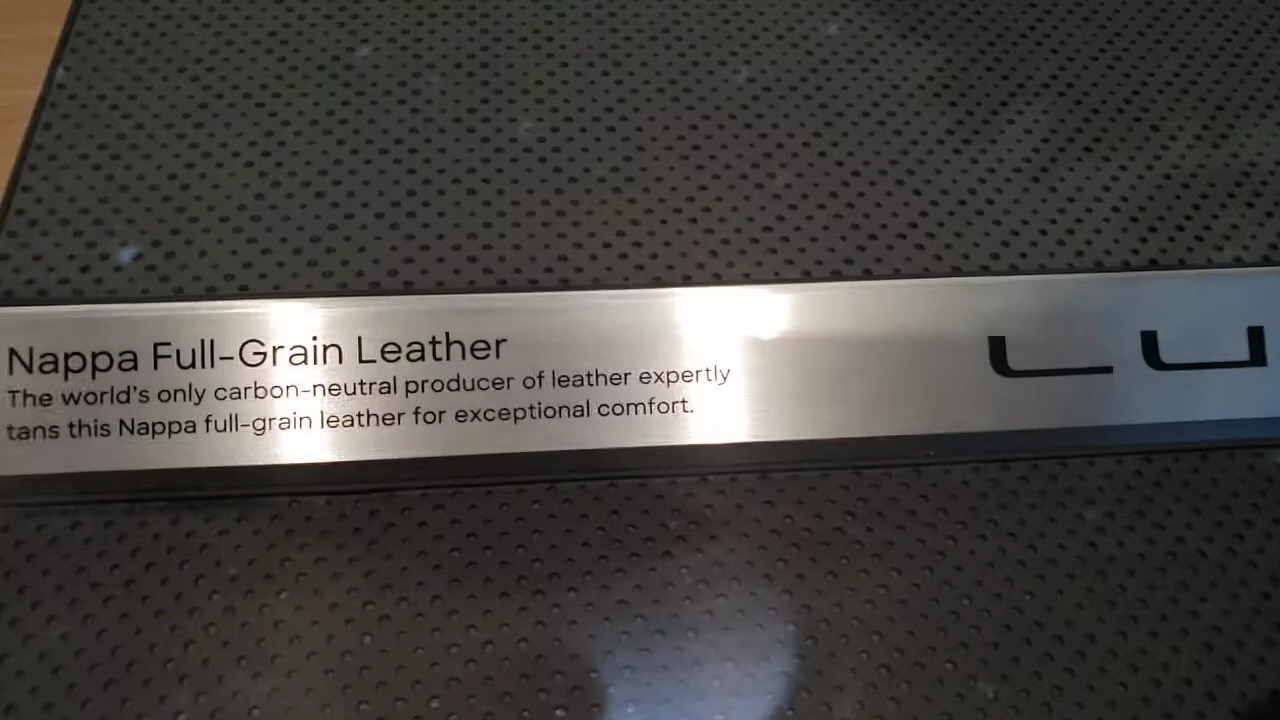 Nappa Full-Grain Leather
The world's only carbon-neutral producer of leather expertly
tans this Nappa full-grain leather for exceptional comfort.
LU